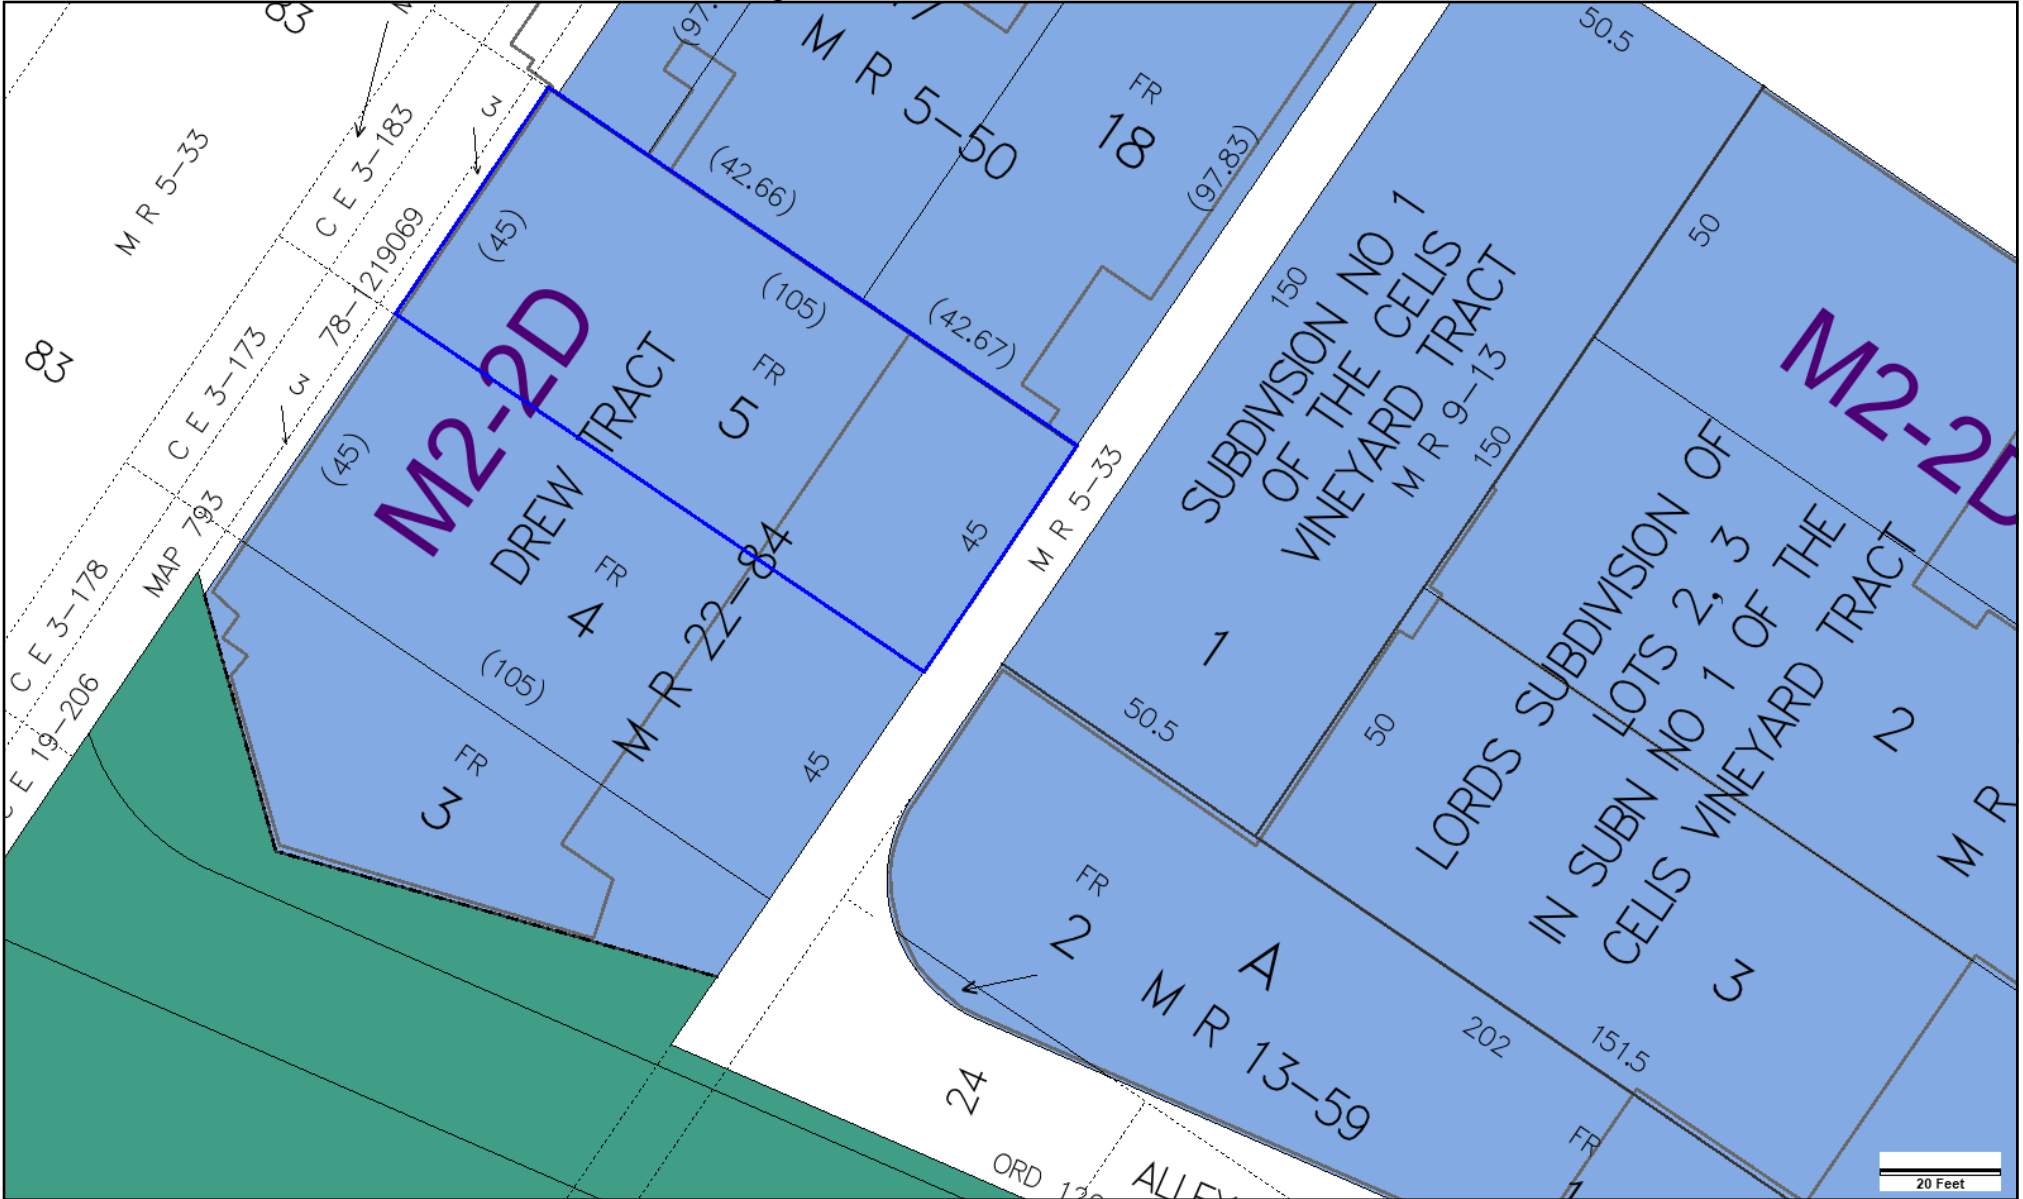 83
M R 5-33
83
C E 3-183
3
78-1219069
C E 3-173
3
MAP 793
C E 3-178
C E 19-206
M R 5-50
FR
18
(97.83)
(42.66)
(42.67)
(45)
(105)
M2-2D
DREW TRACT
FR
5
45
(45)
FR
4
M R 22-84
(105)
45
FR
3
M R 5-33
50.5
150
SUBDIVISION NO 1
OF THE CELIS
VINEYARD TRACT
M R 9-13
150
1
50.5
50
M2-2D
50
LORDS SUBDIVISION OF
LOTS 2, 3
IN SUBN NO 1 OF THE
CELIS VINEYARD TRACT
2
M R
3
FR
2
A
M R 13-59
202
151.5
FR
1
24
ORD
ALLEY
20 Feet